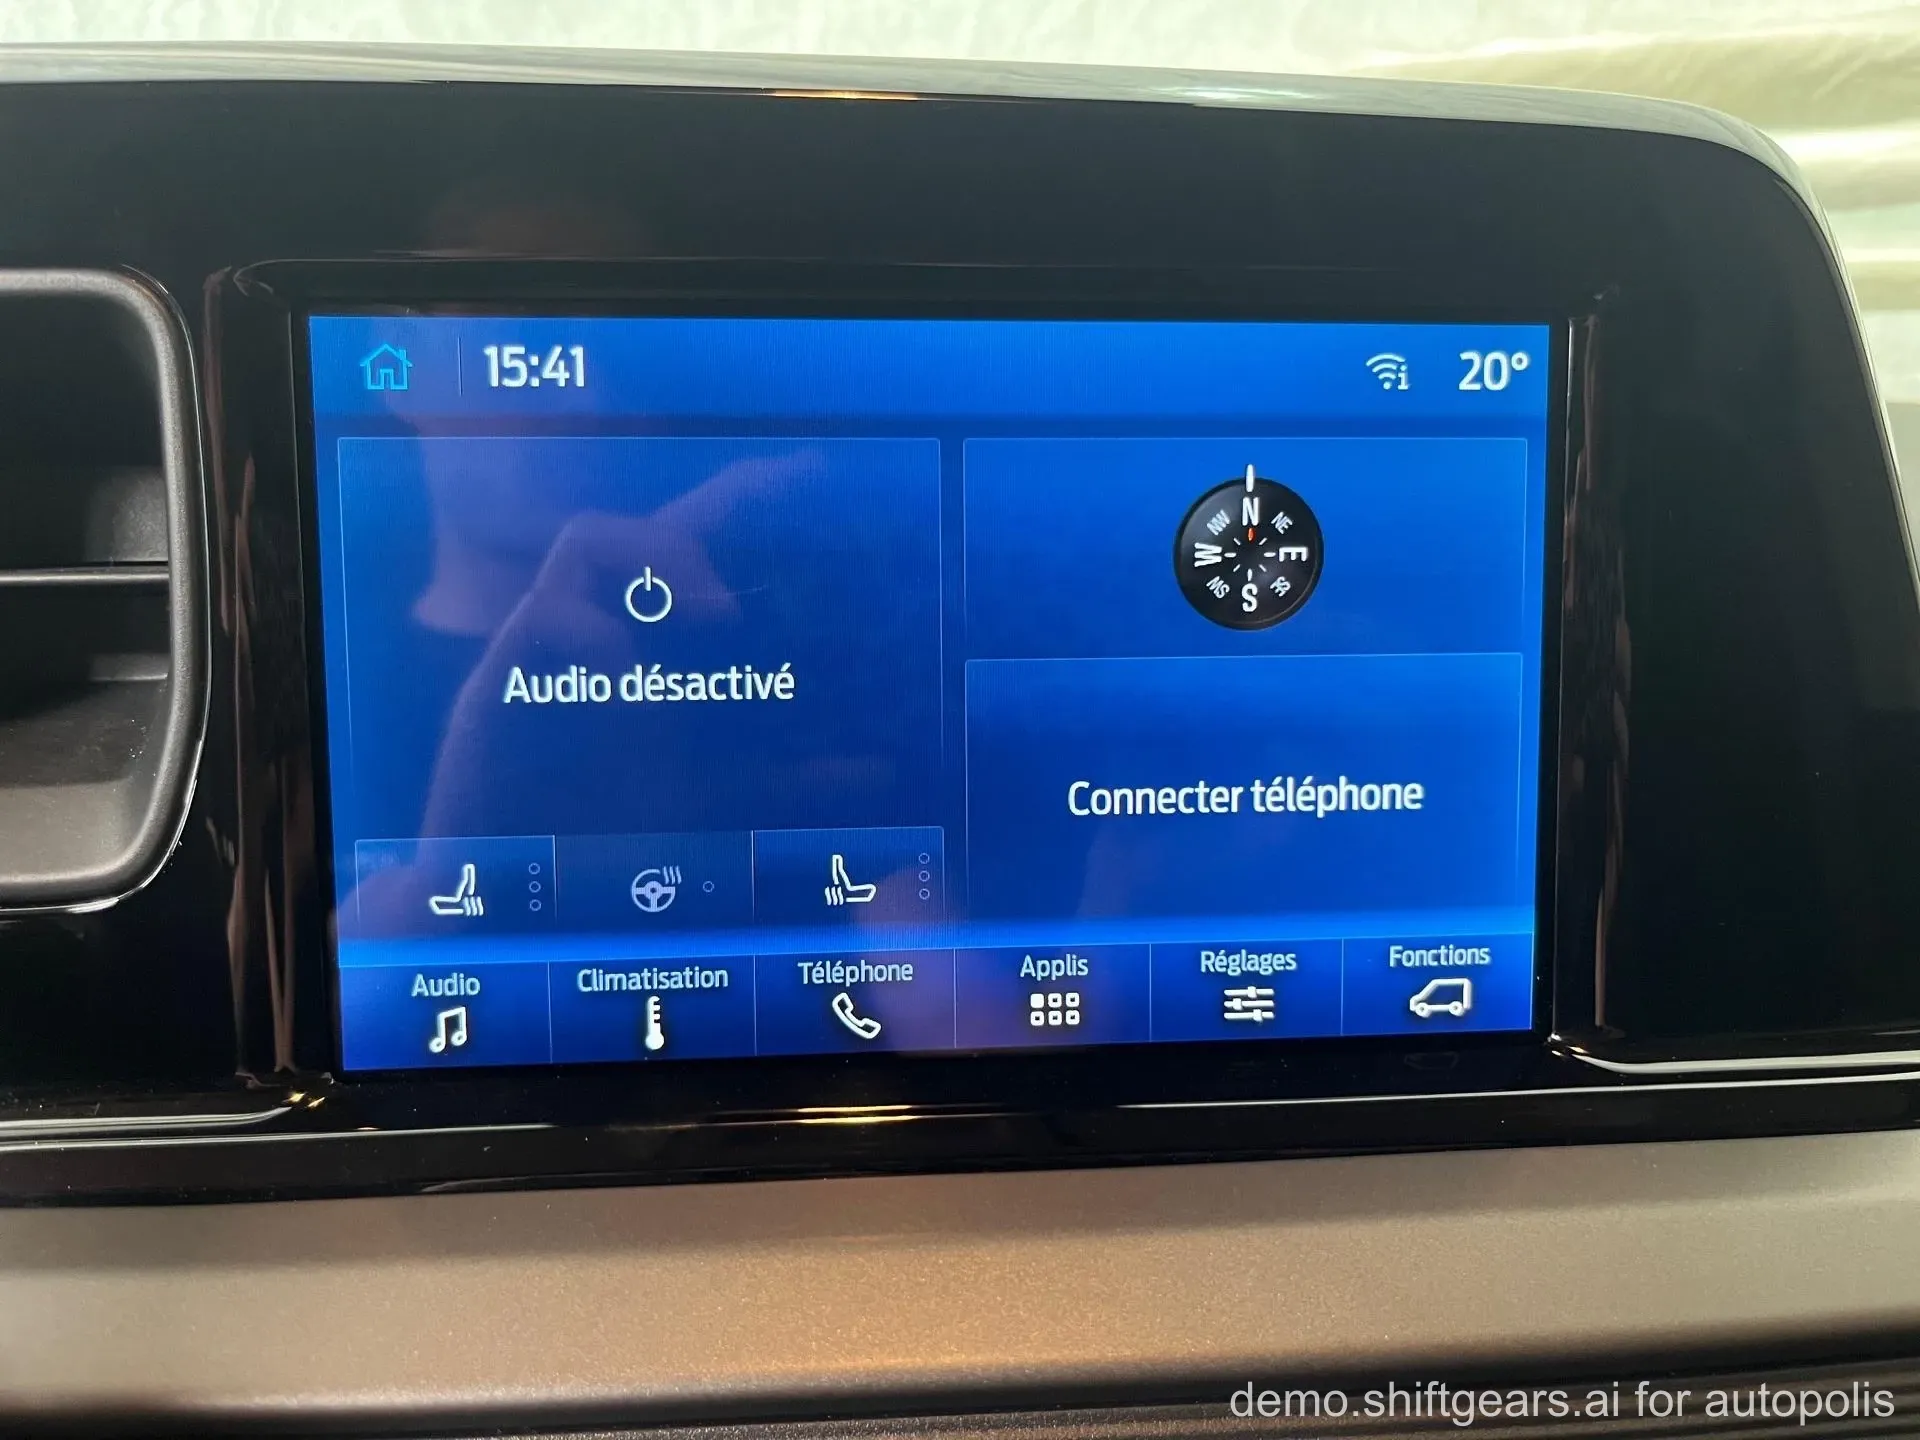 15:41
20°
Audio désactivé
N
NE
E
SE
S
SW
W
NW
Connecter téléphone
Audio
Climatisation
Téléphone
Applis
Réglages
Fonctions
demo.shiftgears.ai for autopolis